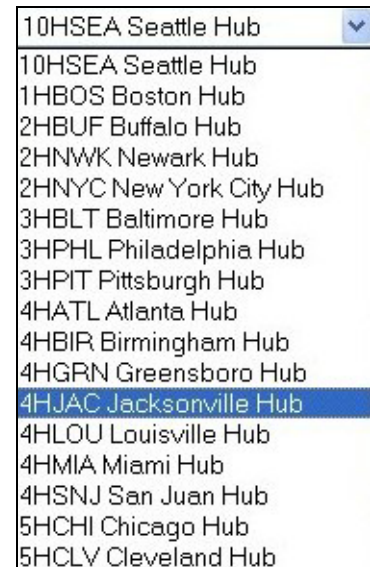 10HSEA Seattle Hub
10HSEA Seattle Hub
1HBOS Boston Hub
2HBUF Buffalo Hub
2HNWK Newark Hub
2HNYC New York City Hub
3HBLT Baltimore Hub
3HPHL Philadelphia Hub
3HPIT Pittsburgh Hub
4HATL Atlanta Hub
4HBIR Birmingham Hub
4HGRN Greensboro Hub
4HJAC Jacksonville Hub
4HLOU Louisville Hub
4HMIA Miami Hub
4HSNJ San Juan Hub
5HCHI Chicago Hub
5HCLV Cleveland Hub